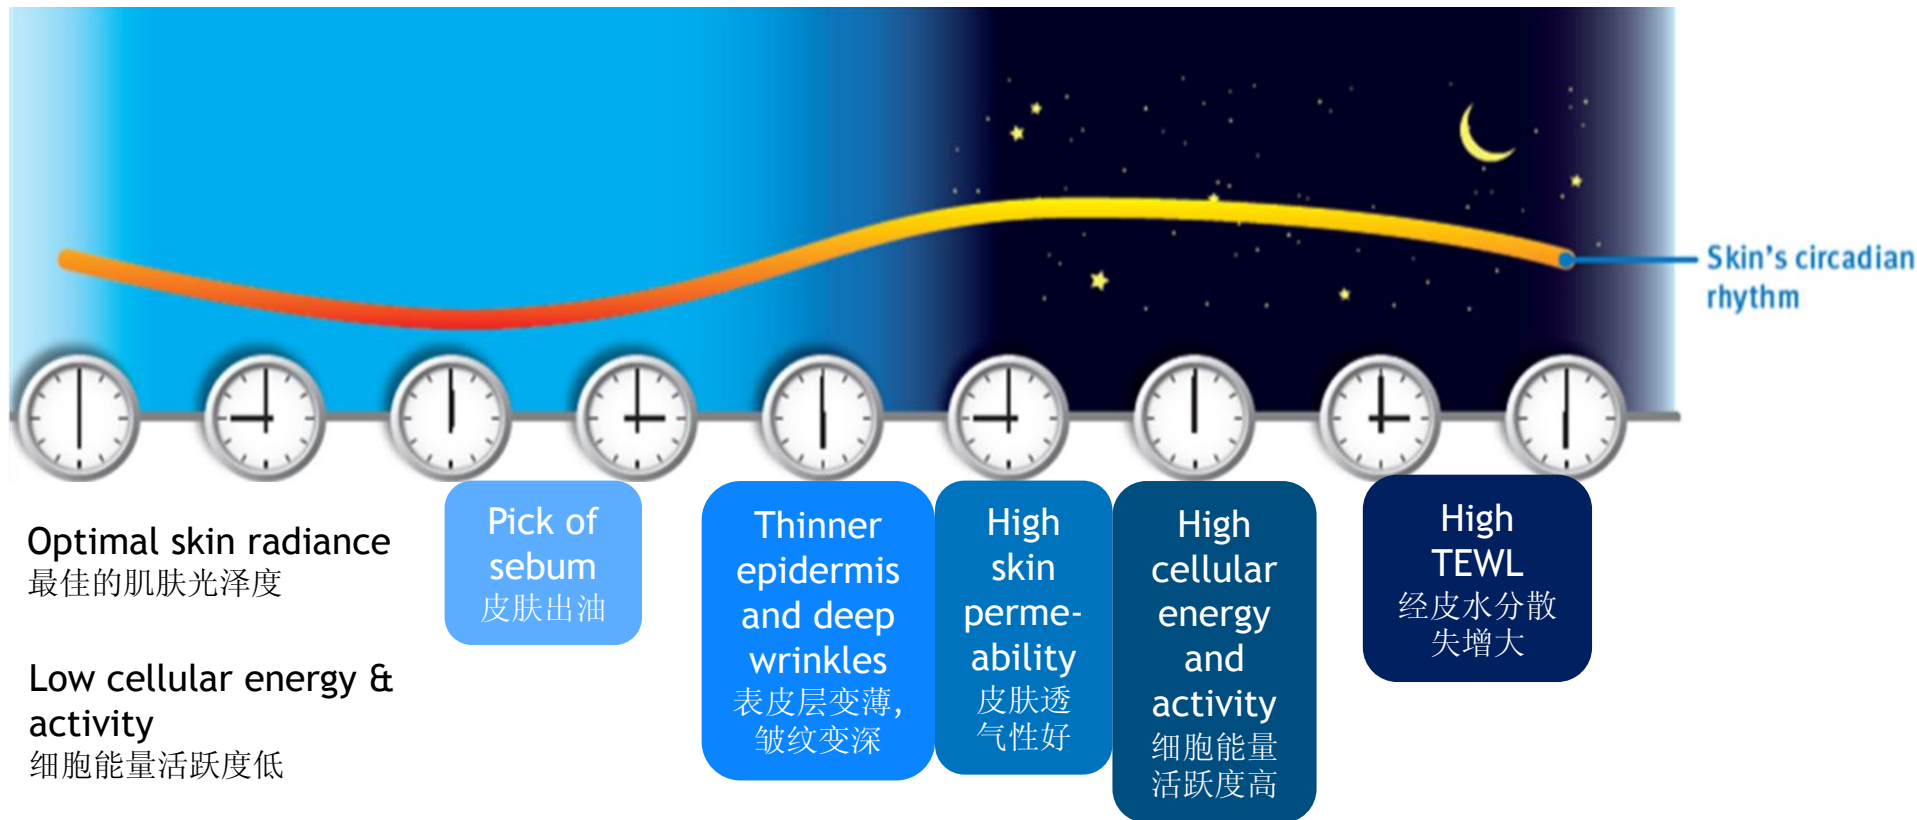 Skin's circadian
rhythm
Optimal skin radiance
最佳的肌肤光泽度
Low cellular energy &
activity
细胞能量活跃度低
Pick of
sebum
皮肤出油
Thinner
epidermis
and deep
wrinkles
表皮层变薄，
皱纹变深
High
skin
perme-
ability
皮肤透
气性好
High
cellular
energy
and
activity
细胞能量
活跃度高
High
TEWL
经皮水分散
失增大